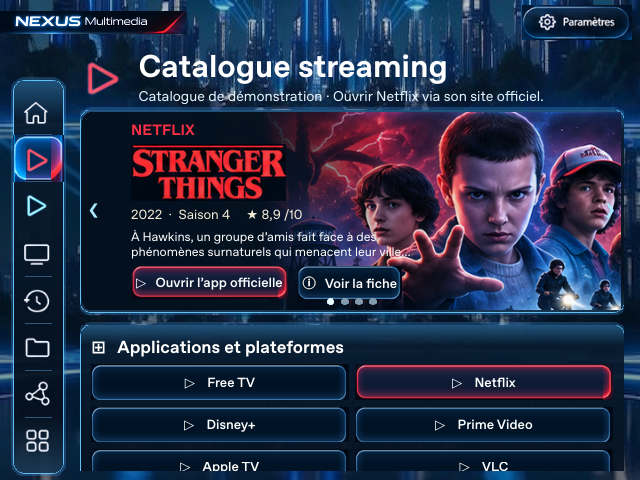 NEXUS Multimedia
Paramètres
Catalogue streaming
Catalogue de démonstration · Ouvrir Netflix via son site officiel.
NETFLIX
STRANGER
THINGS
2022 · Saison 4 ★ 8,9 /10
À Hawkins, un groupe d'amis fait face à des
phénomènes surnaturels qui menacent leur ville...
Ouvrir l'app officielle
Voir la fiche
Applications et plateformes
Free TV
Netflix
Disney+
Prime Video
Apple TV
VLC